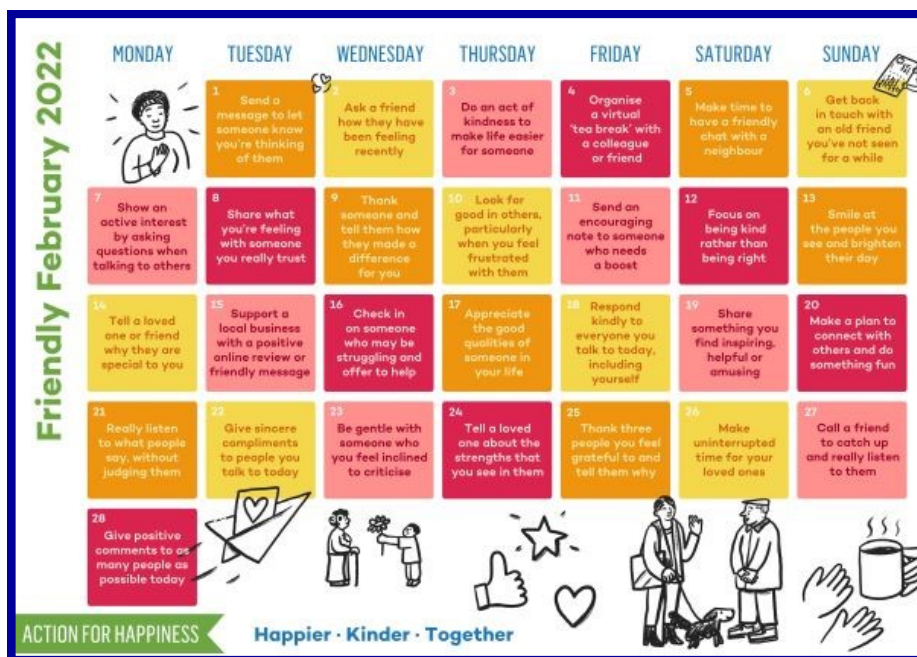 Friendly February 2022
MONDAY
TUESDAY
WEDNESDAY
THURSDAY
FRIDAY
SATURDAY
SUNDAY
1
Send a
message to let
someone know
you're thinking
of them
2
Ask a friend
how they have
been feeling
recently
3
Do an act of
kindness to
make life easier
for someone
4
Organise
a virtual
'tea break' with
a colleague
or friend
5
Make time to
have a friendly
chat with a
neighbour
6
Get back
in touch with
an old friend
you've not seen
for a while
7
Show an
active interest
by asking
questions when
talking to others
8
Share what
you're feeling
with someone
you really trust
9
Thank
someone and
tell them how
they made a
difference
for you
10
Look for
good in others,
particularly
when you feel
frustrated
with them
11
Send an
encouraging
note to someone
who needs
a boost
12
Focus on
being kind
rather than
being right
13
Smile at
the people you
see and brighten
their day
14
Tell a loved
one or friend
why they are
special to you
15
Support a
local business
with a positive
online review or
friendly message
16
Check in
on someone
who may be
struggling and
offer to help
17
Appreciate
the good
qualities of
someone in
your life
18
Respond
kindly to
everyone you
talk to today,
including
yourself
19
Share
something you
find inspiring,
helpful or
amusing
20
Make a plan to
connect with
others and do
something fun
21
Really listen
to what people
say, without
judging them
22
Give sincere
compliments
to people you
talk to today
23
Be gentle with
someone who
you feel inclined
to criticise
24
Tell a loved
one about the
strengths that
you see in them
25
Thank three
people you feel
grateful to and
tell them why
26
Make
uninterrupted
time for your
loved ones
27
Call a friend
to catch up
and really listen
to them
28
Give positive
comments to as
many people as
possible today
ACTION FOR HAPPINESS
Happier · Kinder · Together